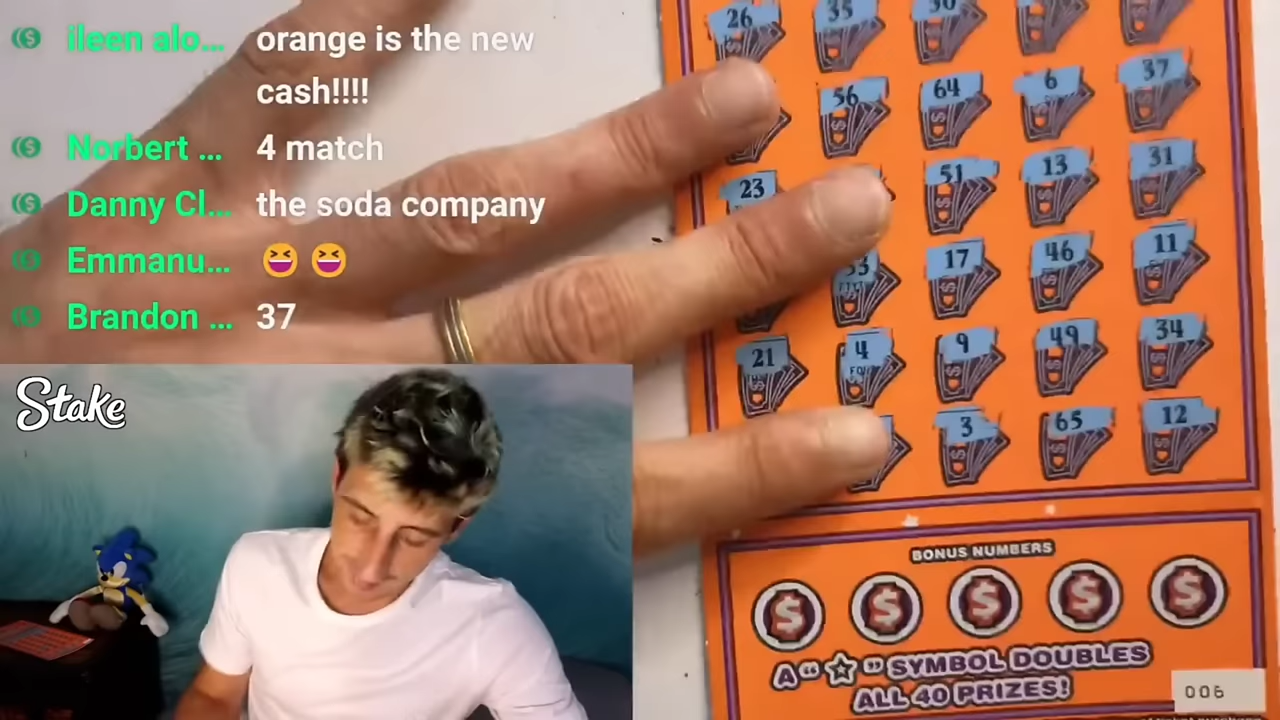 ileen alo... orange is the new
cash!!!!
Norbert ... 4 match
Danny Cl... the soda company
Emmanu... 😆 😆
Brandon ... 37
Stake
26 35
56 64 6 37
23 51 13 31
17 46 11
21 4 9 49 34
3 65 12
BONUS NUMBERS
$ $ $ $ $
A "☆" SYMBOL DOUBLES
ALL 40 PRIZES!
006